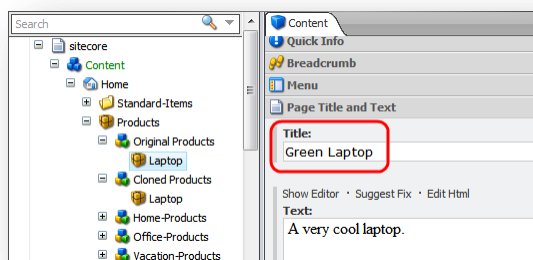 Search
sitecore
Content
Home
Standard-Items
Products
Original Products
Laptop
Cloned Products
Laptop
Home-Products
Office-Products
Vacation-Products
Content
Quick Info
Breadcrumb
Menu
Page Title and Text
Title:
Green Laptop
Show Editor · Suggest Fix · Edit Html
Text:
A very cool laptop.